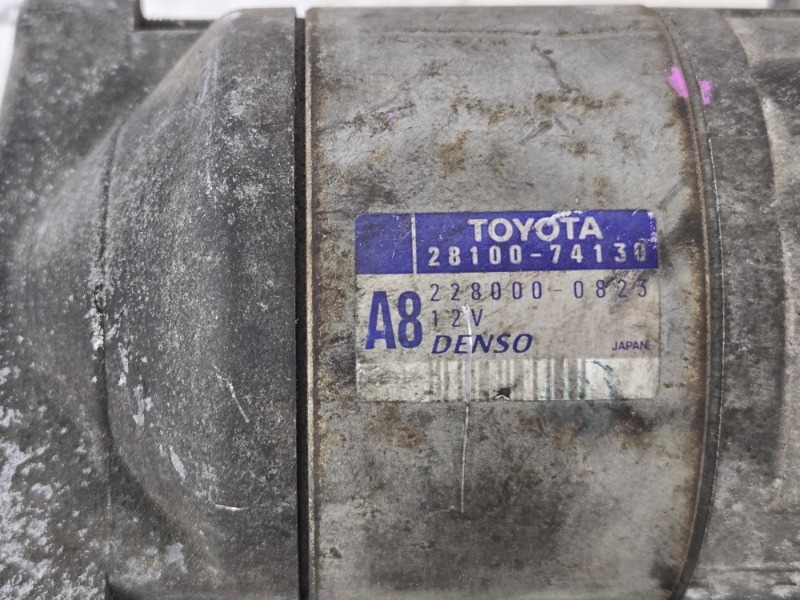 TOYOTA
28100-74130
A8
228000-0823
12V
DENSO
JAPAN